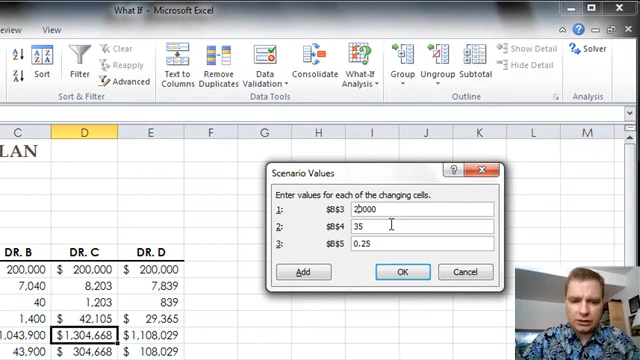 What If - Microsoft Excel
Clear
Reapply
Advanced
Sort
Filter
Text to Columns
Remove Duplicates
Data Validation
Consolidate
What-If Analysis
Group
Ungroup
Subtotal
Show Detail
Hide Detail
Solver
Sort & Filter
Data Tools
Outline
Analysis
C D E F G H I J K L M
LAN
Scenario Values
Enter values for each of the changing cells.
1: $B$3 20000
2: $B$4 35
3: $B$5 0.25
Add OK Cancel
DR. B DR. C DR. D
200,000 $ 200,000 $ 200,000
7,040 8,203 7,839
40 1,203 839
1,400 $ 42,105 $ 29,365
1,043,900 $ 1,304,668 $ 1,108,029
43,900 $ 304,668 $ 108,029